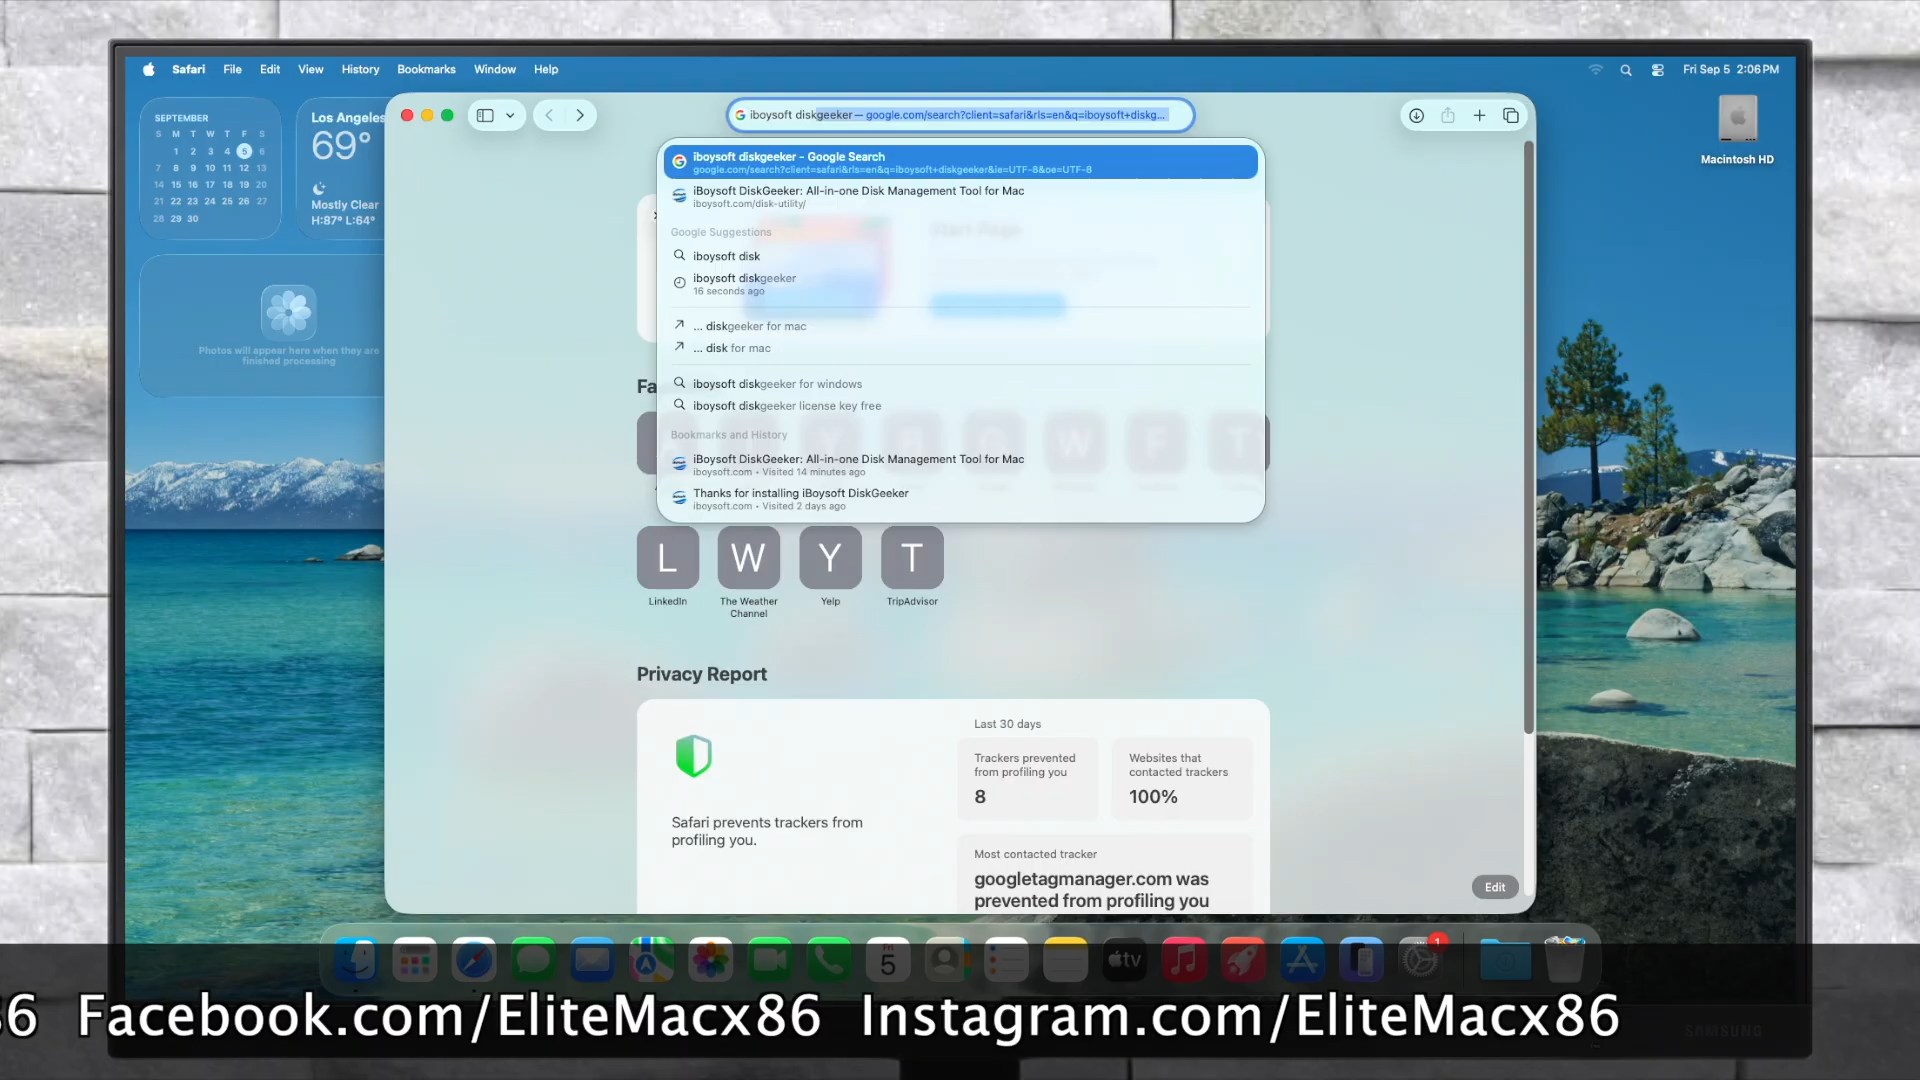 Safari File Edit View History Bookmarks Window Help
Fri Sep 5 2:06 PM
SEPTEMBER
S M T W T F S
1 2 3 4 5 6
7 8 9 10 11 12 13
14 15 16 17 18 19 20
21 22 23 24 25 26 27
28 29 30
Los Angeles
69°
Mostly Clear
H:87° L:64°
Photos will appear here when they are
finished processing
Macintosh HD
iboysoft diskgeeker — google.com/search?client=safari&rls=en&q=iboysoft+diskg...
iboysoft diskgeeker - Google Search
google.com/search?client=safari&rls=en&q=iboysoft+diskgeeker&ie=UTF-8&oe=UTF-8
iBoysoft DiskGeeker: All-in-one Disk Management Tool for Mac
iboysoft.com/disk-utility/
Start Page
Google Suggestions
iboysoft disk
iboysoft diskgeeker
16 seconds ago
... diskgeeker for mac
... disk for mac
iboysoft diskgeeker for windows
Fa
iboysoft diskgeeker license key free
Bookmarks and History
Y B G W F T
iBoysoft DiskGeeker: All-in-one Disk Management Tool for Mac
iboysoft.com • Visited 14 minutes ago
Thanks for installing iBoysoft DiskGeeker
iboysoft.com • Visited 2 days ago
L W Y T
LinkedIn The Weather Channel Yelp TripAdvisor
Privacy Report
Last 30 days
Trackers prevented
from profiling you
8
Websites that
contacted trackers
100%
Safari prevents trackers from
profiling you.
Most contacted tracker
googletagmanager.com was
prevented from profiling you
Edit
Fri
5
tv
1
86 Facebook.com/EliteMacx86 Instagram.com/EliteMacx86
SAMSUNG